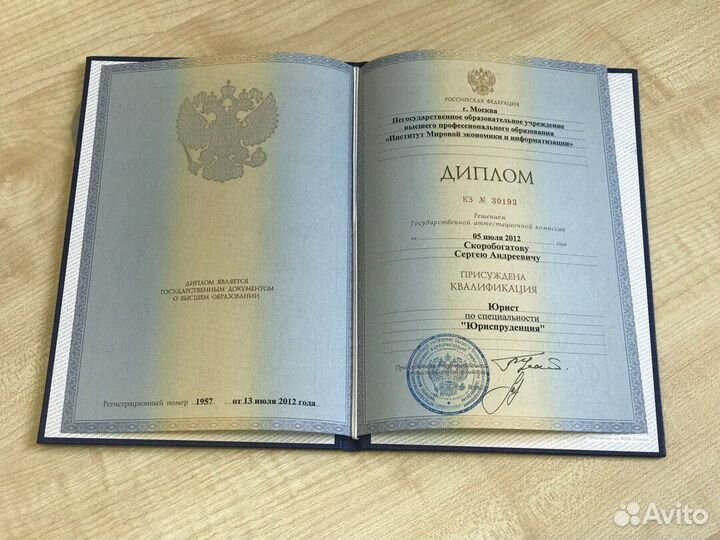 ДИПЛОМ ЯВЛЯЕТСЯ
ГОСУДАРСТВЕННЫМ ДОКУМЕНТОМ
О ВЫСШЕМ ОБРАЗОВАНИИ
Регистрационный номер 1957 от 13 июля 2012 года
РОССИЙСКАЯ ФЕДЕРАЦИЯ
г. Москва
Негосударственное образовательное учреждение
высшего профессионального образования
«Институт Мировой экономики и информатизации»
ДИПЛОМ
КЗ № 30193
Решением
Государственной аттестационной комиссии
от 05 июля 2012 года
Скоробогатову
Сергею Андреевичу
ПРИСУЖДЕНА
КВАЛИФИКАЦИЯ
Юрист
по специальности
"Юриспруденция"
Avito